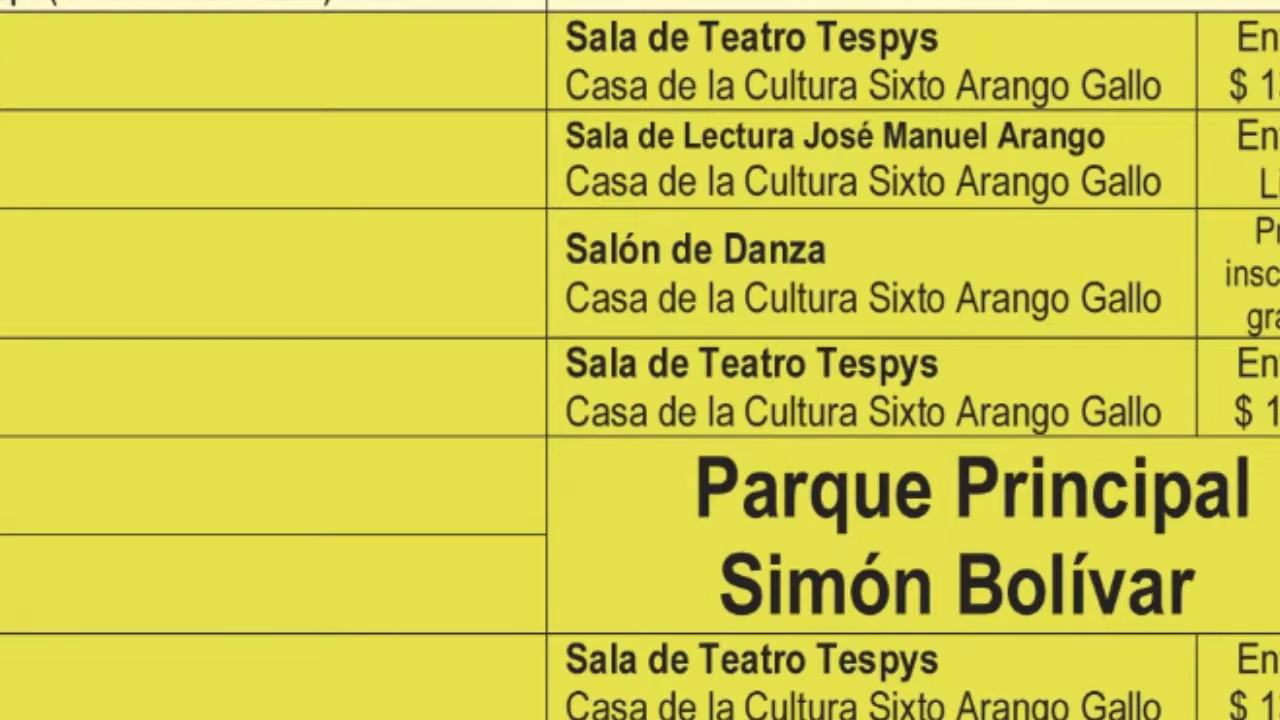 Sala de Teatro Tespys
Casa de la Cultura Sixto Arango Gallo
Sala de Lectura José Manuel Arango
Casa de la Cultura Sixto Arango Gallo
Salón de Danza
Casa de la Cultura Sixto Arango Gallo
Sala de Teatro Tespys
Casa de la Cultura Sixto Arango Gallo
Parque Principal
Simón Bolívar
Sala de Teatro Tespys
Casa de la Cultura Sixto Arango Gallo